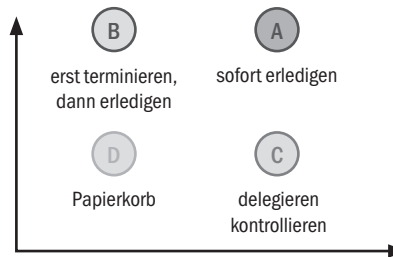 B
A
erst terminieren,
dann erledigen
sofort erledigen
D
C
Papierkorb
delegieren
kontrollieren